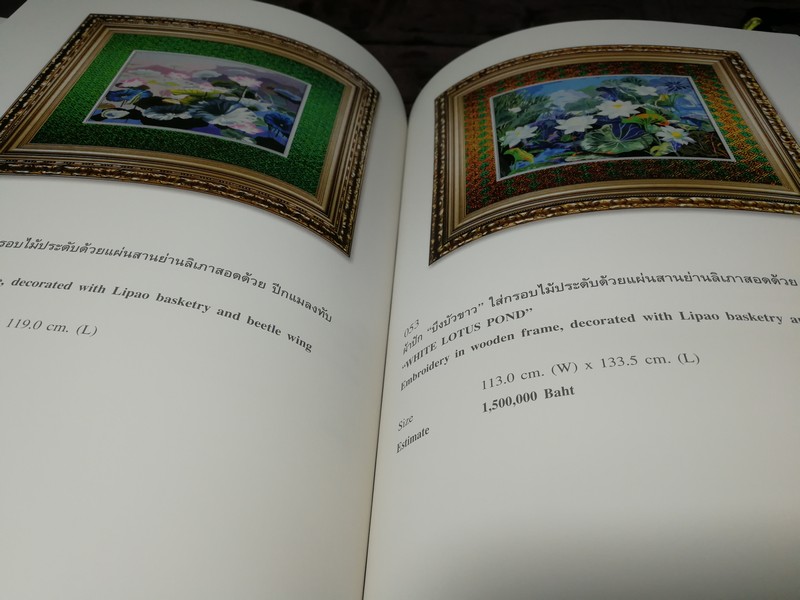 กรอบไม้ประดับด้วยแผ่นสานย่านลิเภาสอดด้วย ปีกแมลงทับ
decorated with Lipao basketry and beetle wing
119.0 cm. (L)
053
ผ้าปัก “บึงบัวขาว” ใส่กรอบไม้ประดับด้วยแผ่นสานย่านลิเภาสอดด้วย
“WHITE LOTUS POND”
Embroidery in wooden frame, decorated with Lipao basketry
Size 113.0 cm. (W) x 133.5 cm. (L)
Estimate 1,500,000 Baht